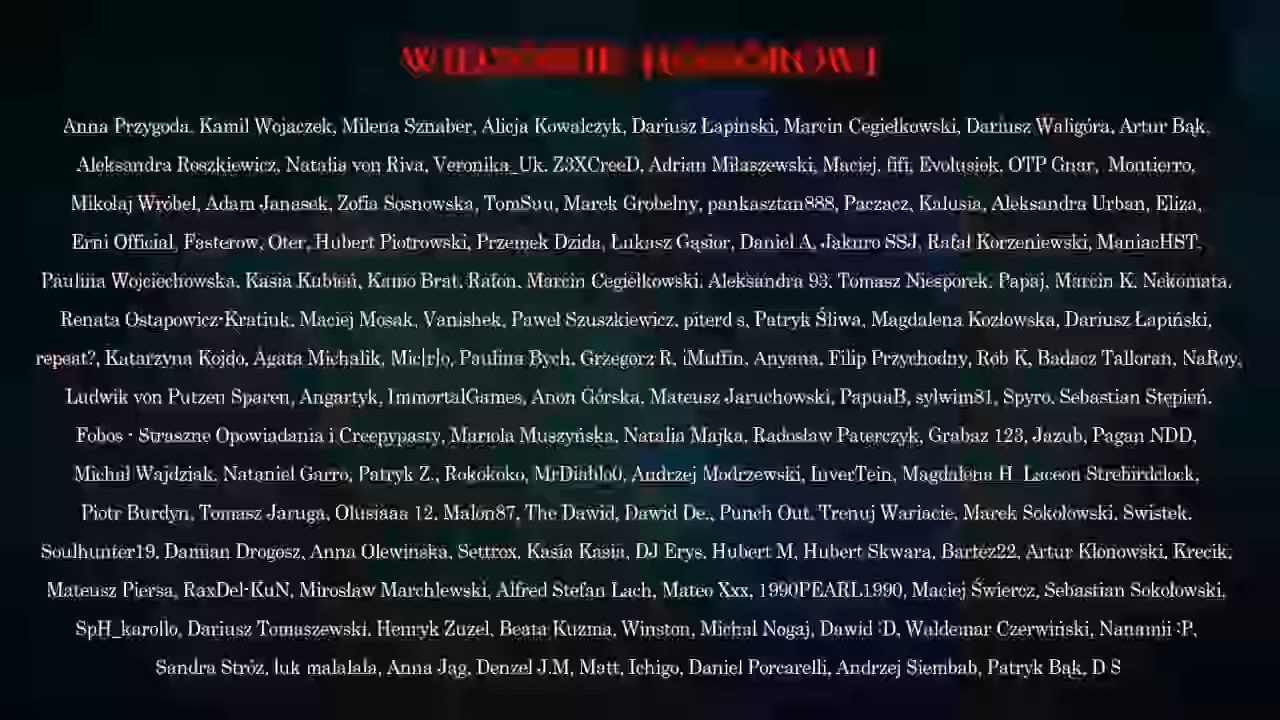 WIDZOWIE HONOROWI
Anna Przygoda, Kamil Wojaczek, Milena Sznaber, Alicja Kowalczyk, Dariusz Łapinski, Marcin Cegiełkowski, Dariusz Waligóra, Artur Bąk,
Aleksandra Roszkiewicz, Natalia von Riva, Veronika_Uk, Z3XCreeD, Adrian Miłaszewski, Maciej, fifi, Evolusiek, OTP Gnar, Montierro,
Mikołaj Wróbel, Adam Janasek, Zofia Sosnowska, TomSuu, Marek Grobelny, pankasztan888, Paczacz, Kalusia, Aleksandra Urban, Eliza,
Erni Official, Fasterow, Oter, Hubert Piotrowski, Przemek Dzida, Łukasz Gąsior, Daniel A, Jakuro SSJ, Rafał Korzeniewski, ManiacHST,
Paulina Wojciechowska, Kasia Kubień, Kamo Brat, Rafon, Marcin Cegiełkowski, Aleksandra 93, Tomasz Niesporek, Papaj, Marcin K, Nekomata,
Renata Ostapowicz-Kratiuk, Maciej Mosak, Vanishek, Paweł Szuszkiewicz, piterd s, Patryk Śliwa, Magdalena Kozłowska, Dariusz Łapiński,
repeat?, Katarzyna Kojdo, Agata Michalik, Mic|r|o, Paulina Bych, Grzegorz R, iMuffin, Anyana, Filip Przychodny, Rob K, Badacz Talloran, NaRoy,
Ludwik von Putzen Sparen, Angartyk, ImmortalGames, Anon Górska, Mateusz Jaruchowski, PapuaB, sylwim81, Spyro, Sebastian Stępień,
Fobos - Straszne Opowiadania i Creepypasty, Mariola Muszyńska, Natalia Majka, Radosław Paterczyk, Grabaz 123, Jazub, Pagan NDD,
Michał Wajdziak, Nataniel Garro, Patryk Z., Rokokoko, MrDiablo0, Andrzej Modrzewski, InverTein, Magdalena H Laceon Strebirdclock,
Piotr Burdyn, Tomasz Jaruga, Olusiaaa 12, Malón87, The Dawid, Dawid De., Punch Out, Trenuj Wariacie, Marek Sokołowski, Swistek,
Soulhunter19, Damian Drogosz, Anna Olewińska, Settrox, Kasia Kasia, DJ Erys, Hubert M, Hubert Skwara, Bartez22, Artur Kłonowski, Krecik,
Mateusz Piersa, RaxDel-KuN, Mirosław Marchlewski, Alfred Stefan Lach, Mateo Xxx, 1990PEARL1990, Maciej Świercz, Sebastian Sokołowski,
SpH_karollo, Dariusz Tomaszewski, Henryk Zuzel, Beata Kuzma, Winston, Michał Nogaj, Dawid :D, Waldemar Czerwiński, Nanamii :P,
Sandra Stróż, luk malalala, Anna Jag, Denzel J.M, Matt, Ichigo, Daniel Porcarelli, Andrzej Siembab, Patryk Bąk, D S